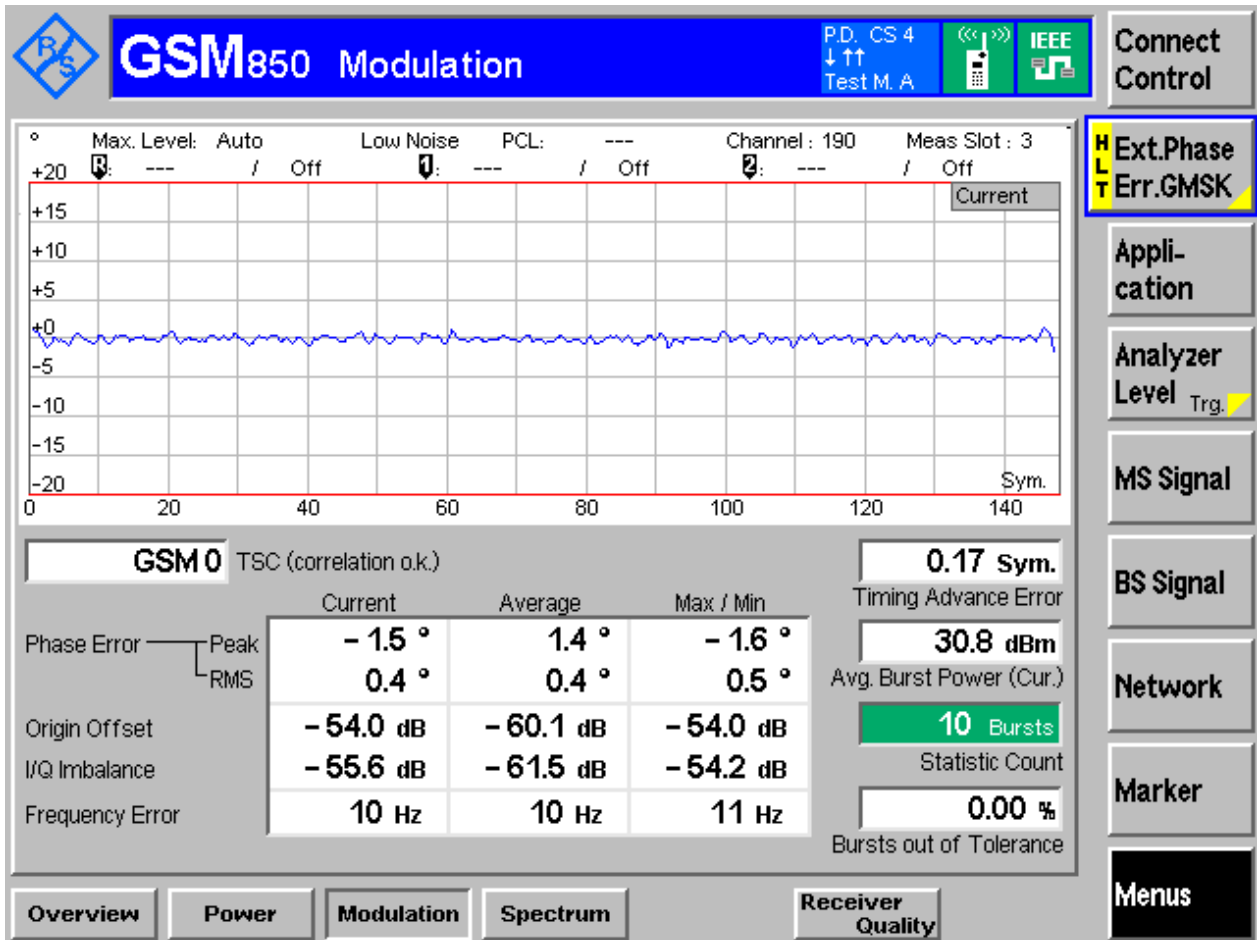 R/S
GSM850 Modulation
P.D. CS 4
↓ ↑↑
Test M. A
IEEE
Connect Control
° Max. Level: Auto Low Noise PCL: --- Channel : 190 Meas Slot : 3
R: --- / Off 1: --- / Off 2: --- / Off
Current
+20
+15
+10
+5
+0
-5
-10
-15
-20
Sym.
0 20 40 60 80 100 120 140
GSM 0 TSC (correlation o.k.)
Current Average Max / Min
Phase Error Peak – 1.5 ° 1.4 ° – 1.6 °
RMS 0.4 ° 0.4 ° 0.5 °
Origin Offset – 54.0 dB – 60.1 dB – 54.0 dB
I/Q Imbalance – 55.6 dB – 61.5 dB – 54.2 dB
Frequency Error 10 Hz 10 Hz 11 Hz
0.17 Sym.
Timing Advance Error
30.8 dBm
Avg. Burst Power (Cur.)
10 Bursts
Statistic Count
0.00 %
Bursts out of Tolerance
HLT
Ext.Phase
Err.GMSK
Appli-
cation
Analyzer
Level Trg.
MS Signal
BS Signal
Network
Marker
Menus
Overview Power Modulation Spectrum Receiver Quality